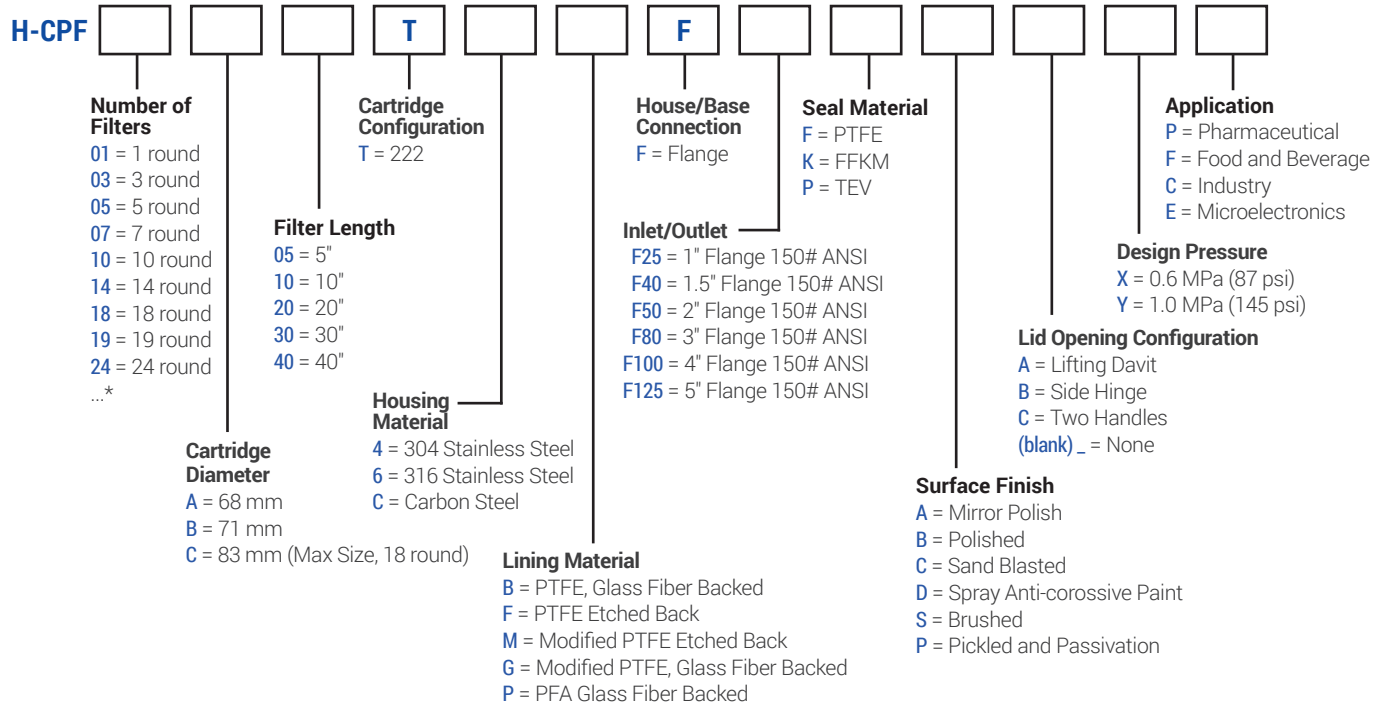 H-CPF T F
Number of
Filters
01 = 1 round
03 = 3 round
05 = 5 round
07 = 7 round
10 = 10 round
14 = 14 round
18 = 18 round
19 = 19 round
24 = 24 round
...*
Cartridge
Diameter
A = 68 mm
B = 71 mm
C = 83 mm (Max Size, 18 round)
Filter Length
05 = 5"
10 = 10"
20 = 20"
30 = 30"
40 = 40"
Cartridge
Configuration
T = 222
Housing
Material
4 = 304 Stainless Steel
6 = 316 Stainless Steel
C = Carbon Steel
Lining Material
B = PTFE, Glass Fiber Backed
F = PTFE Etched Back
M = Modified PTFE Etched Back
G = Modified PTFE, Glass Fiber Backed
P = PFA Glass Fiber Backed
House/Base
Connection
F = Flange
Inlet/Outlet
F25 = 1" Flange 150# ANSI
F40 = 1.5" Flange 150# ANSI
F50 = 2" Flange 150# ANSI
F80 = 3" Flange 150# ANSI
F100 = 4" Flange 150# ANSI
F125 = 5" Flange 150# ANSI
Seal Material
F = PTFE
K = FFKM
P = TEV
Surface Finish
A = Mirror Polish
B = Polished
C = Sand Blasted
D = Spray Anti-corossive Paint
S = Brushed
P = Pickled and Passivation
Lid Opening Configuration
A = Lifting Davit
B = Side Hinge
C = Two Handles
(blank) _ = None
Design Pressure
X = 0.6 MPa (87 psi)
Y = 1.0 MPa (145 psi)
Application
P = Pharmaceutical
F = Food and Beverage
C = Industry
E = Microelectronics